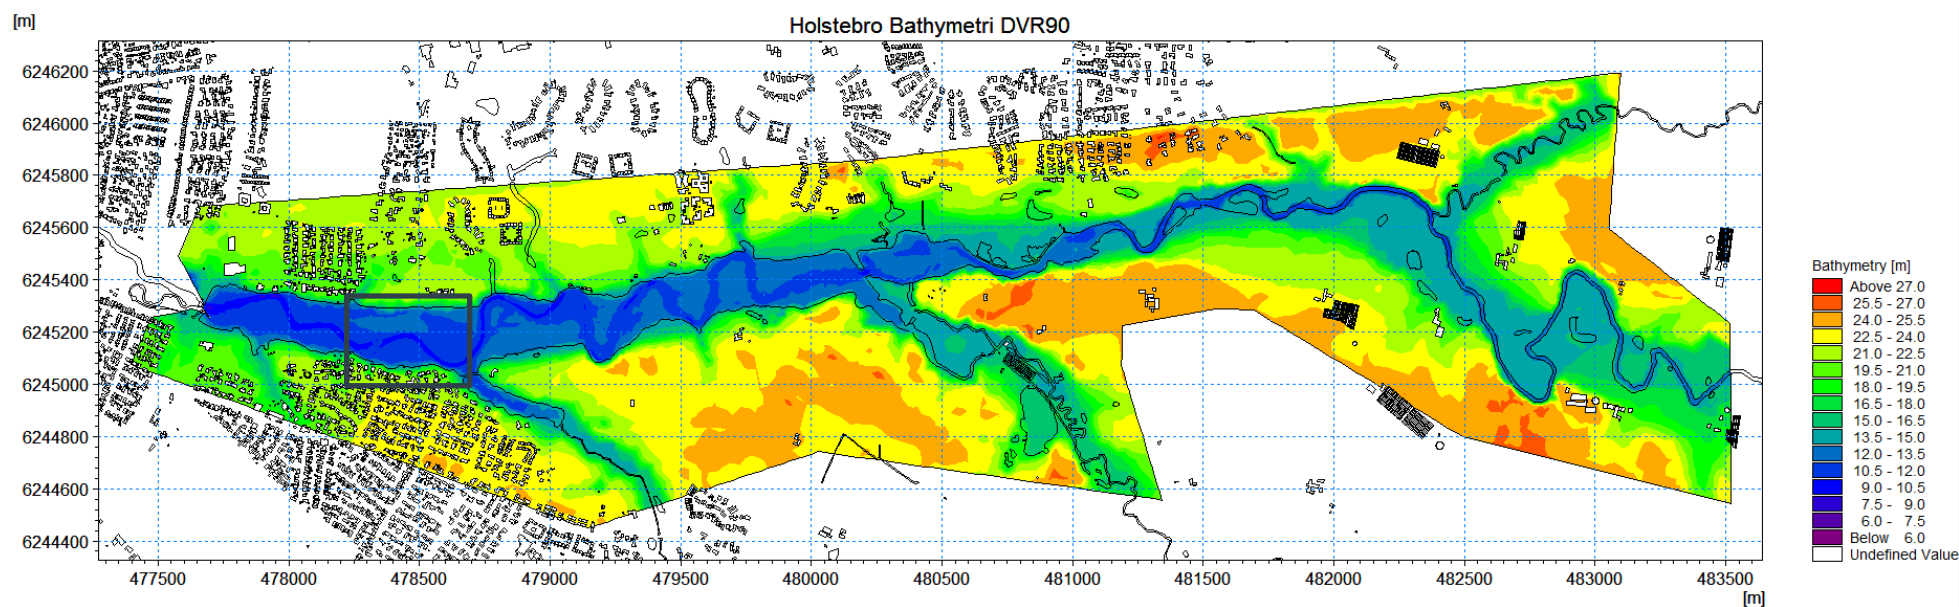 [m]
Holstebro Bathymetri DVR90
6246200
6246000
6245800
6245600
6245400
6245200
6245000
6244800
6244600
6244400
477500 478000 478500 479000 479500 480000 480500 481000 481500 482000 482500 483000 483500
[m]
Bathymetry [m]
Above 27.0
25.5 - 27.0
24.0 - 25.5
22.5 - 24.0
21.0 - 22.5
19.5 - 21.0
18.0 - 19.5
16.5 - 18.0
15.0 - 16.5
13.5 - 15.0
12.0 - 13.5
10.5 - 12.0
9.0 - 10.5
7.5 - 9.0
6.0 - 7.5
Below 6.0
Undefined Value